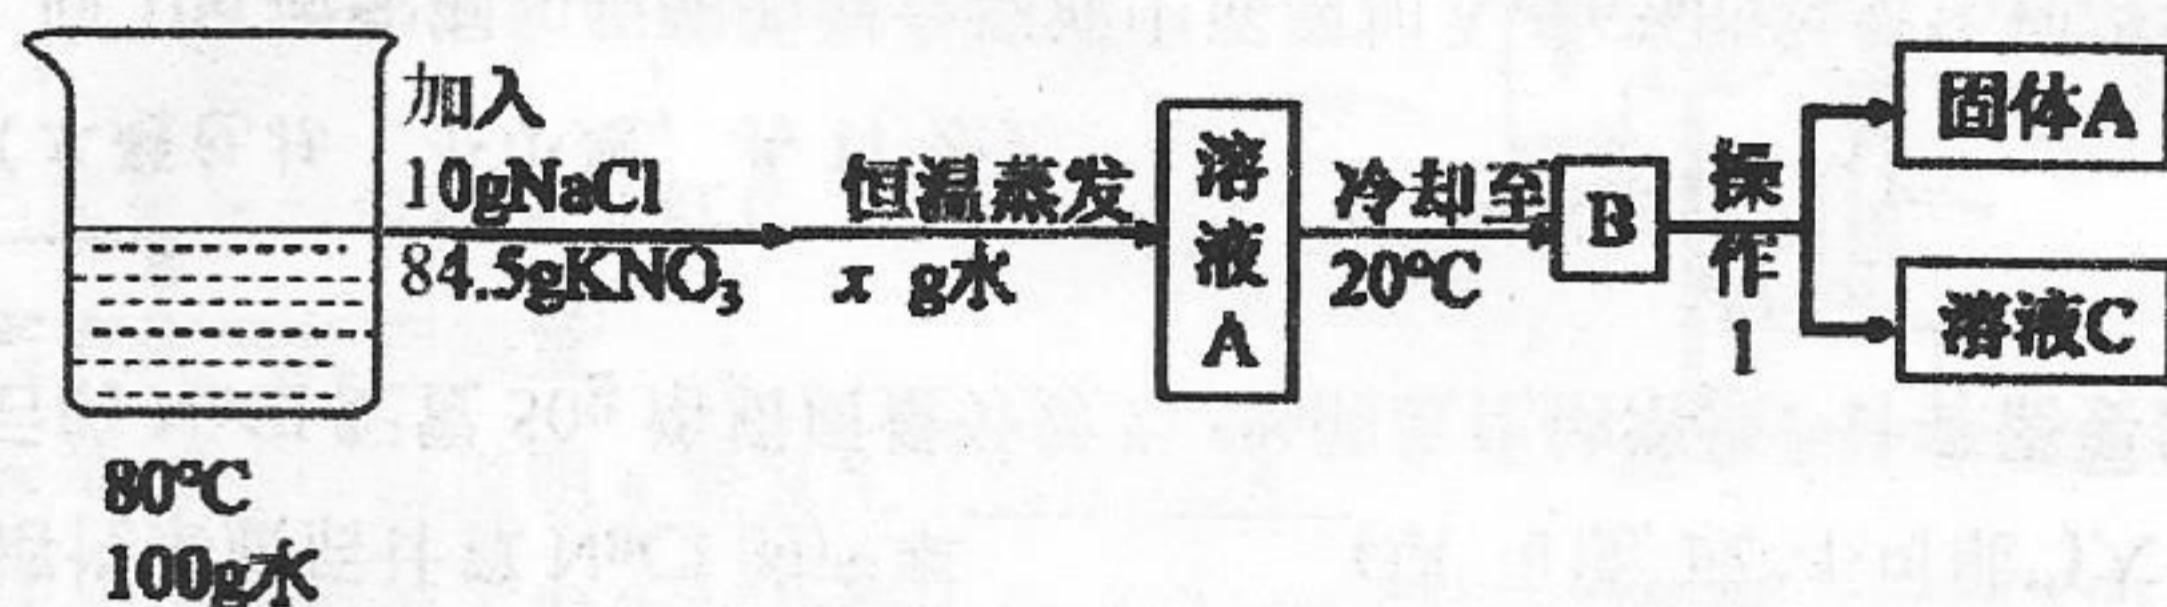 加入
10gNaCl
84.5gKNO₃
恒温蒸发
x g水
溶液A
冷却至
20℃
B
操作1
固体A
溶液C
80℃
100g水